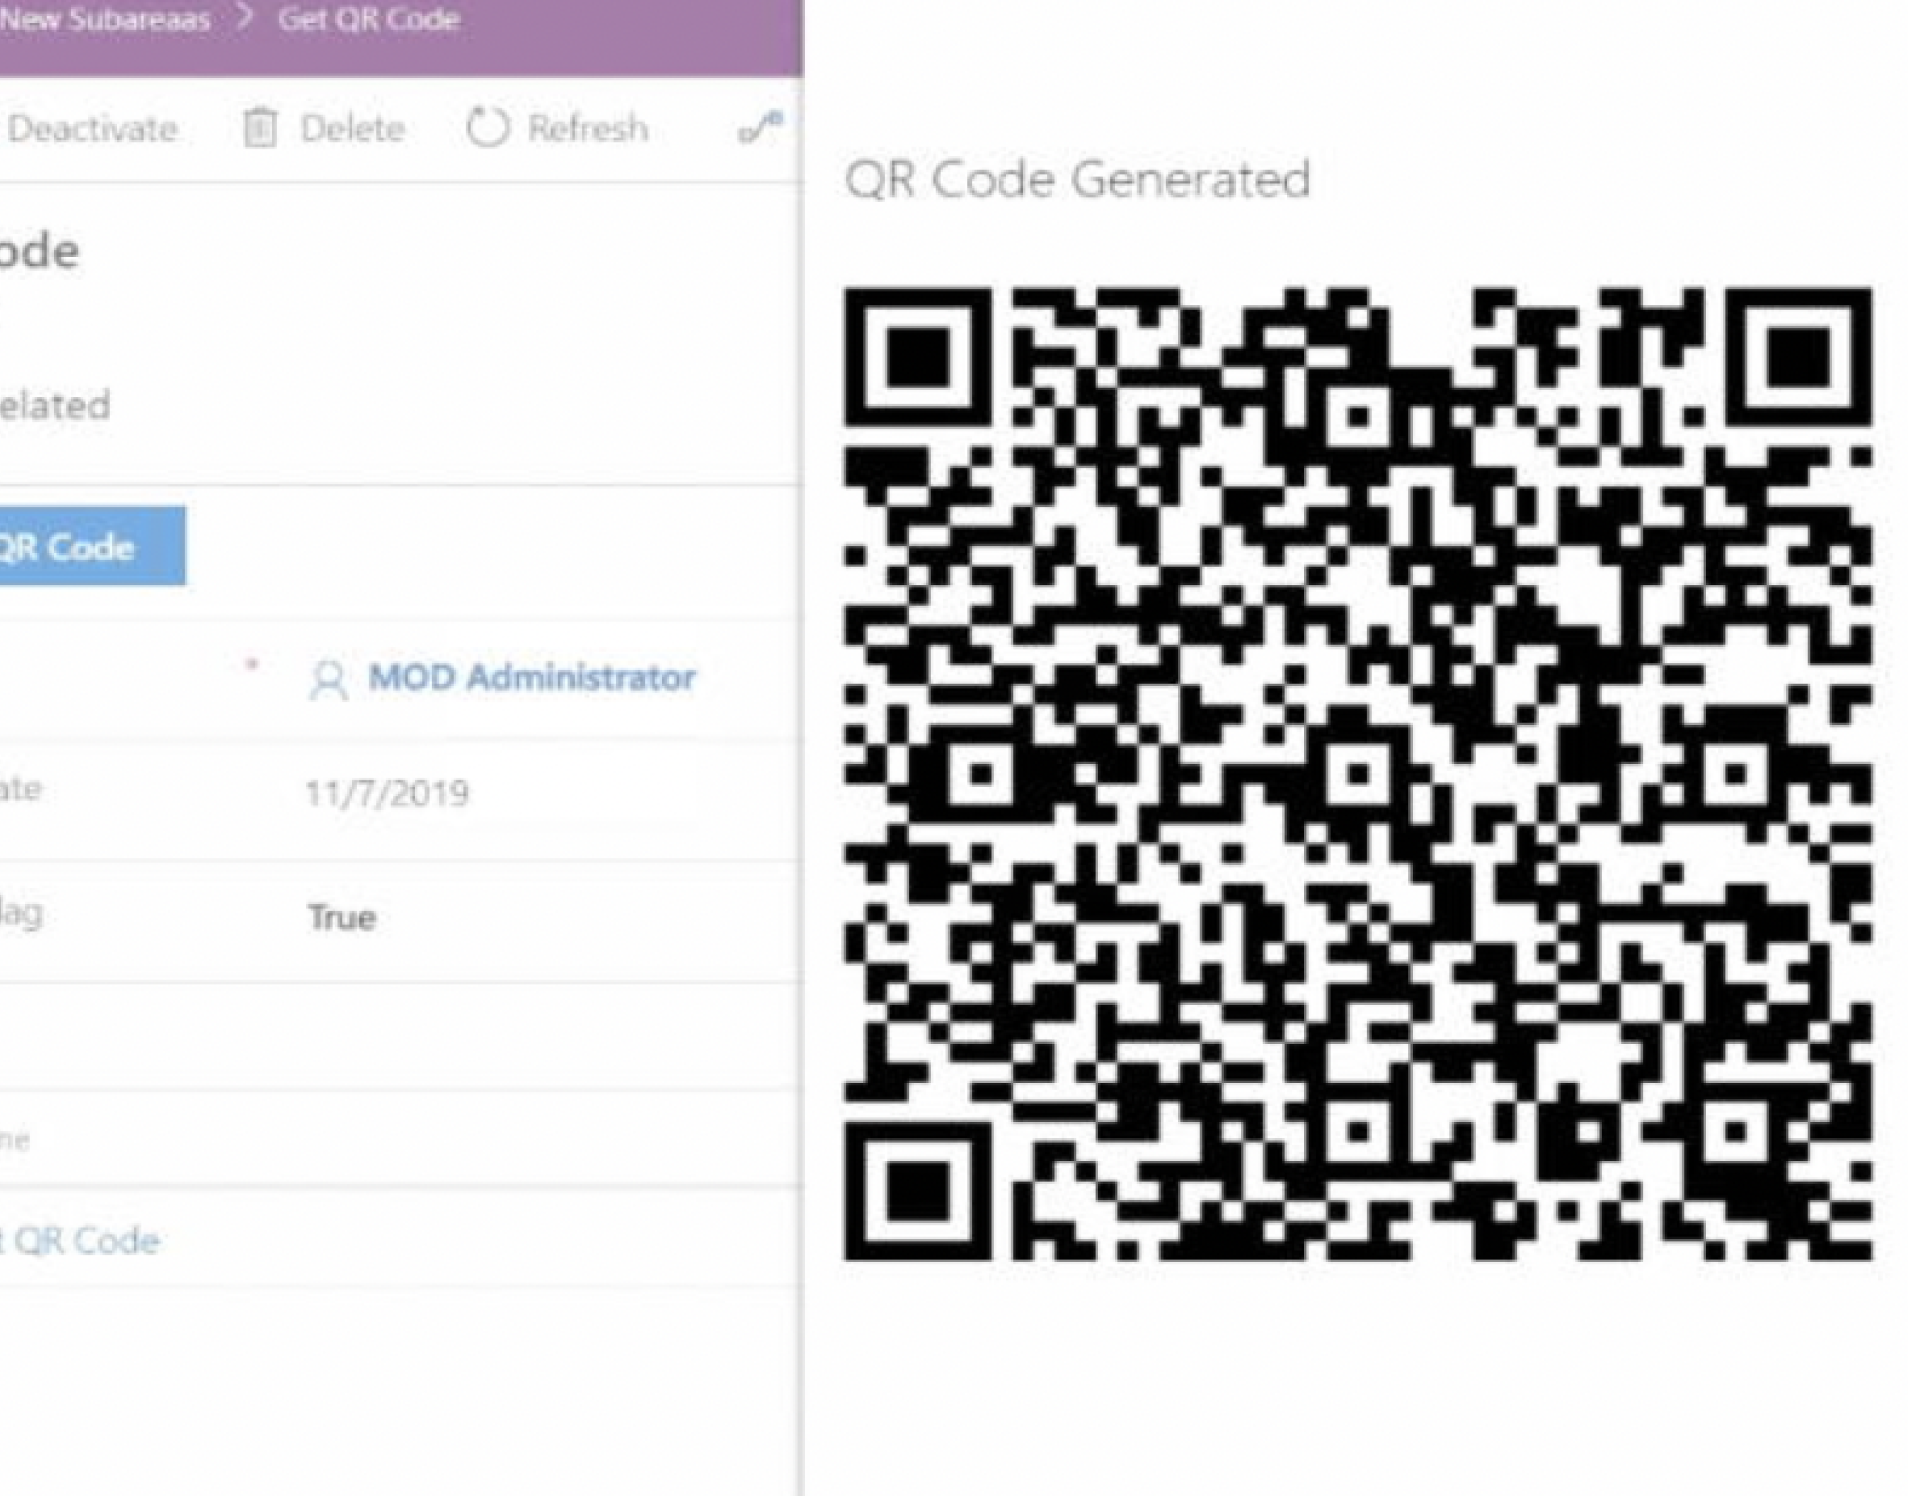 New Subareaas > Get QR Code
Deactivate Delete Refresh
ode
elated
QR Code
* MOD Administrator
ate 11/7/2019
lag True
ne
t QR Code
QR Code Generated